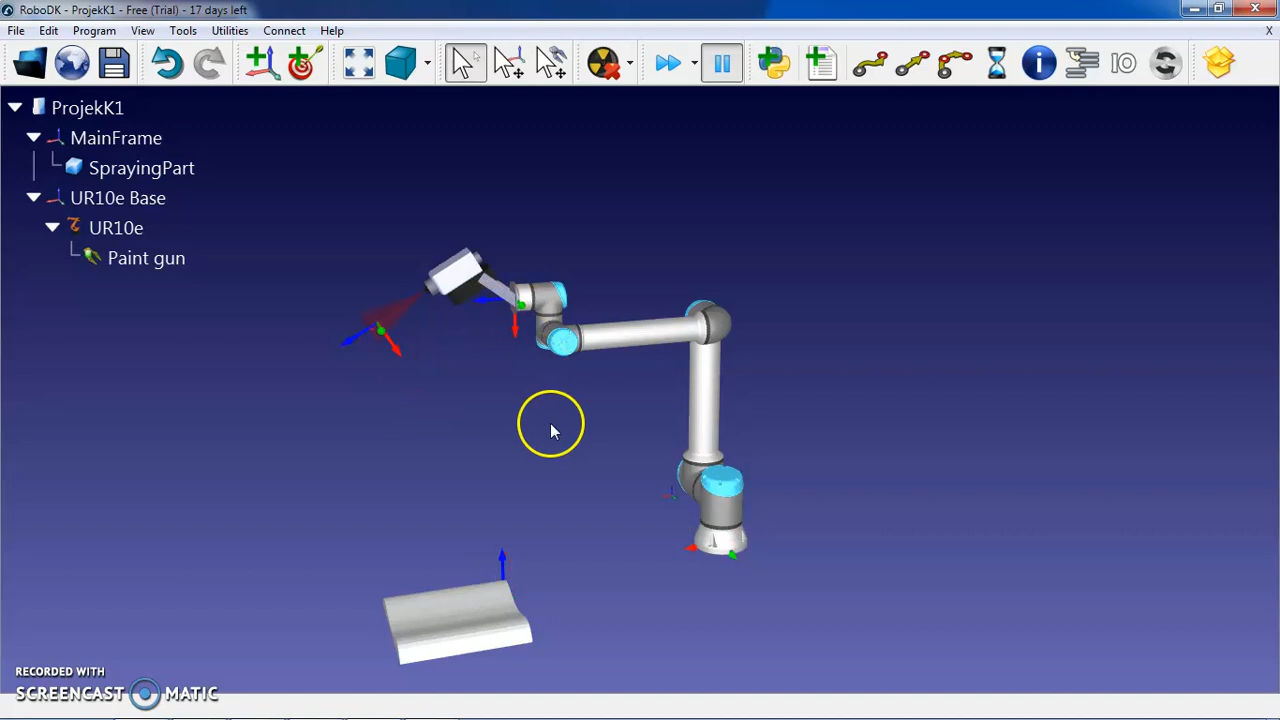 RoboDK - ProjekK1 - Free (Trial) - 17 days left
File Edit Program View Tools Utilities Connect Help X
IO
ProjekK1
MainFrame
SprayingPart
UR10e Base
UR10e
Paint gun
RECORDED WITH
SCREENCAST MATIC